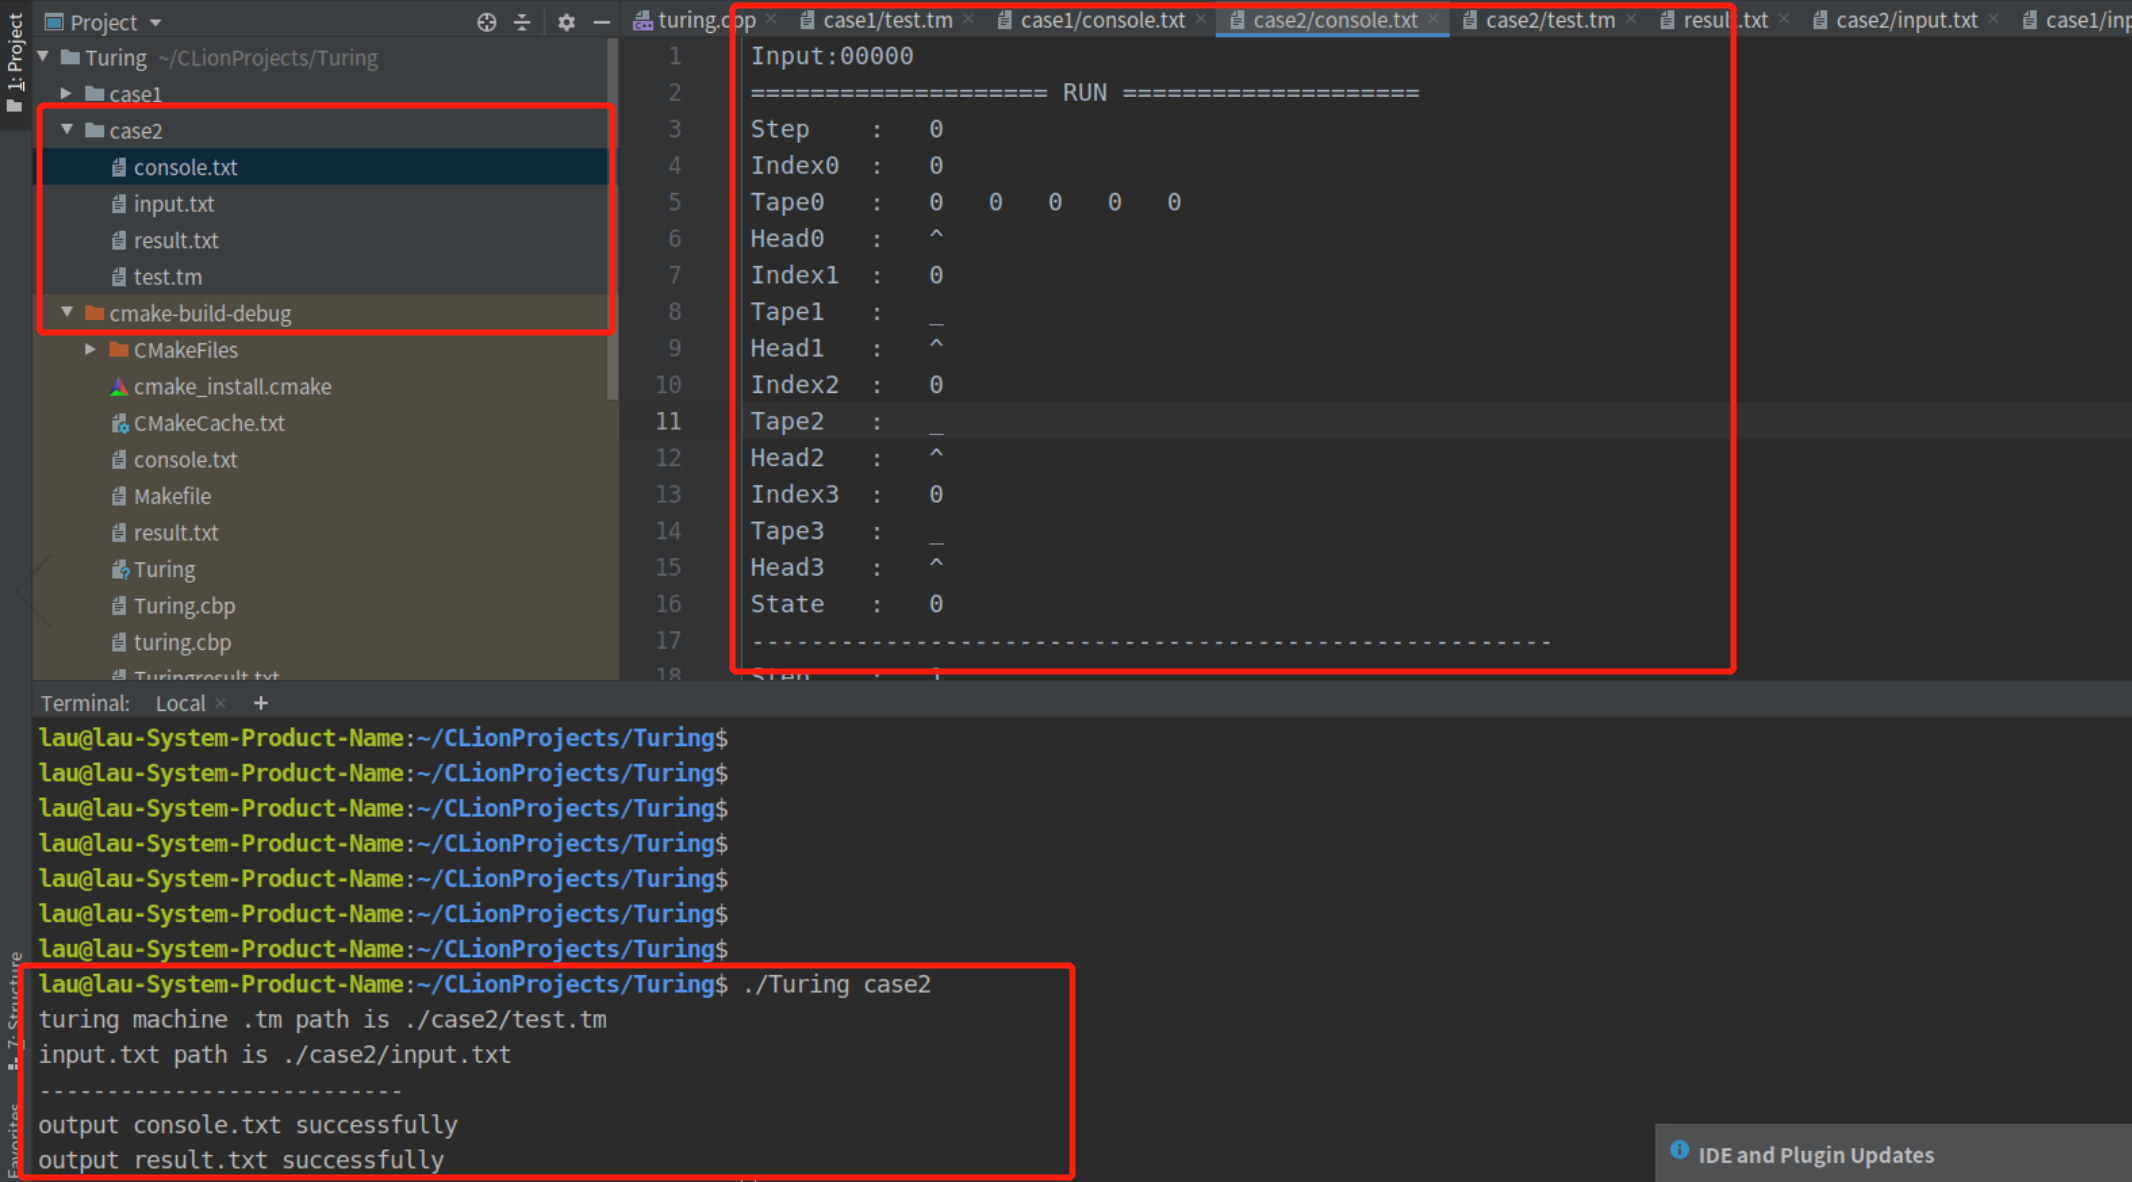 1: Project
Project
turing.cpp
case1/test.tm
case1/console.txt
case2/console.txt
case2/test.tm
result.txt
case2/input.txt
Turing ~/CLionProjects/Turing
case1
case2
console.txt
input.txt
result.txt
test.tm
cmake-build-debug
CMakeFiles
cmake_install.cmake
CMakeCache.txt
console.txt
Makefile
result.txt
Turing
Turing.cbp
turing.cbp
Turingresult.txt
1 Input:00000
2 ==================== RUN ====================
3 Step : 0
4 Index0 : 0
5 Tape0 : 0 0 0 0 0
6 Head0 : ^
7 Index1 : 0
8 Tape1 : _
9 Head1 : ^
10 Index2 : 0
11 Tape2 : _
12 Head2 : ^
13 Index3 : 0
14 Tape3 : _
15 Head3 : ^
16 State : 0
17 ------------------------------------------------------
18 Step : 1
Terminal: Local +
lau@lau-System-Product-Name:~/CLionProjects/Turing$
lau@lau-System-Product-Name:~/CLionProjects/Turing$
lau@lau-System-Product-Name:~/CLionProjects/Turing$
lau@lau-System-Product-Name:~/CLionProjects/Turing$
lau@lau-System-Product-Name:~/CLionProjects/Turing$
lau@lau-System-Product-Name:~/CLionProjects/Turing$
lau@lau-System-Product-Name:~/CLionProjects/Turing$
lau@lau-System-Product-Name:~/CLionProjects/Turing$ ./Turing case2
turing machine .tm path is ./case2/test.tm
input.txt path is ./case2/input.txt
---------------------------
output console.txt successfully
output result.txt successfully
7: Structure
Favorites
IDE and Plugin Updates